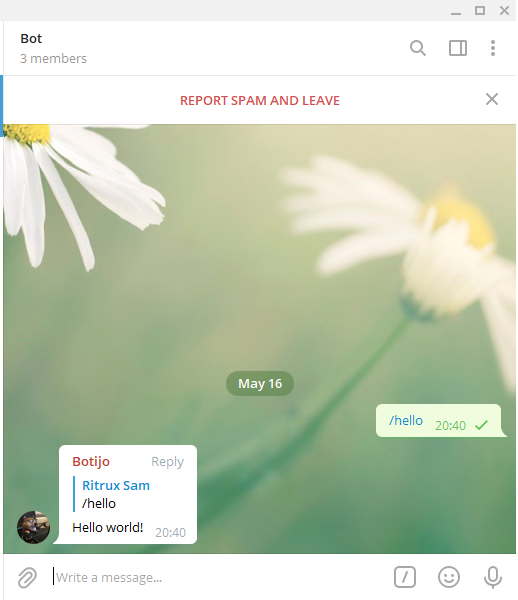 Bot
3 members
REPORT SPAM AND LEAVE
May 16
/hello 20:40
Botijo Reply
Ritrux Sam
/hello
Hello world! 20:40
Write a message...